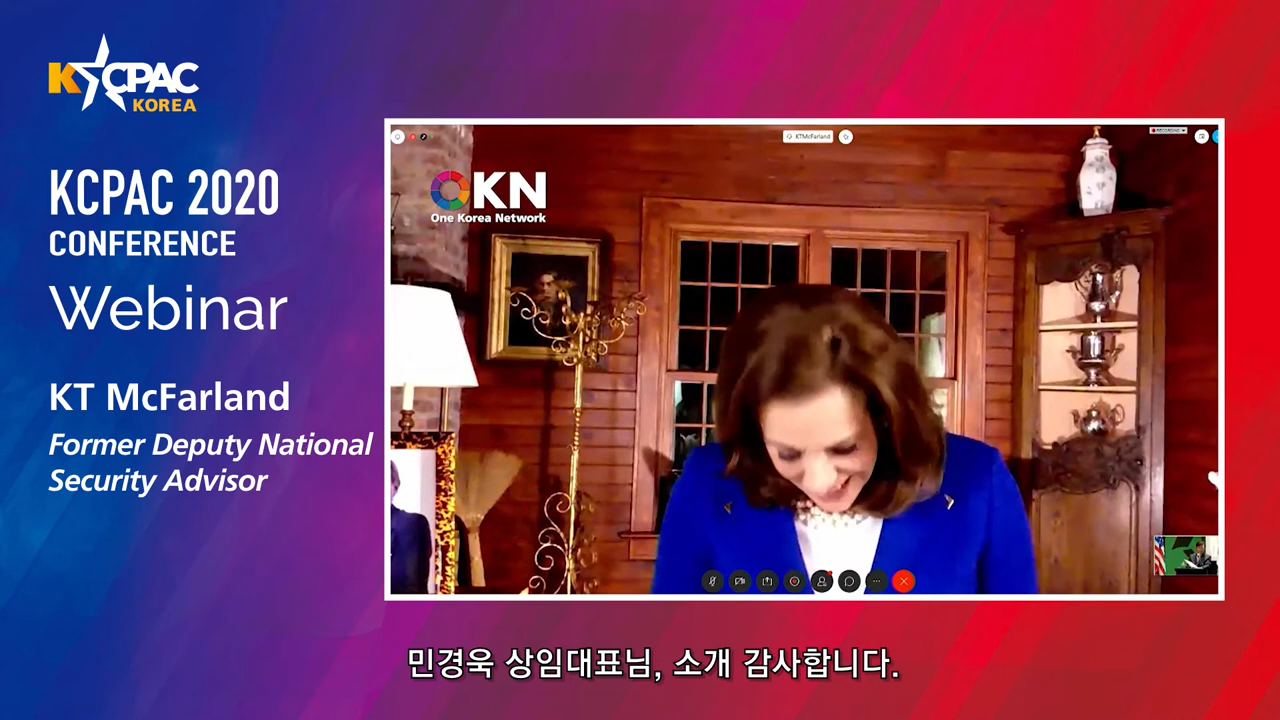 KCPAC
KOREA
KCPAC 2020
CONFERENCE
Webinar
KT McFarland
Former Deputy National
Security Advisor
KTMcFarland
OKN
One Korea Network
민경욱 상임대표님, 소개 감사합니다.